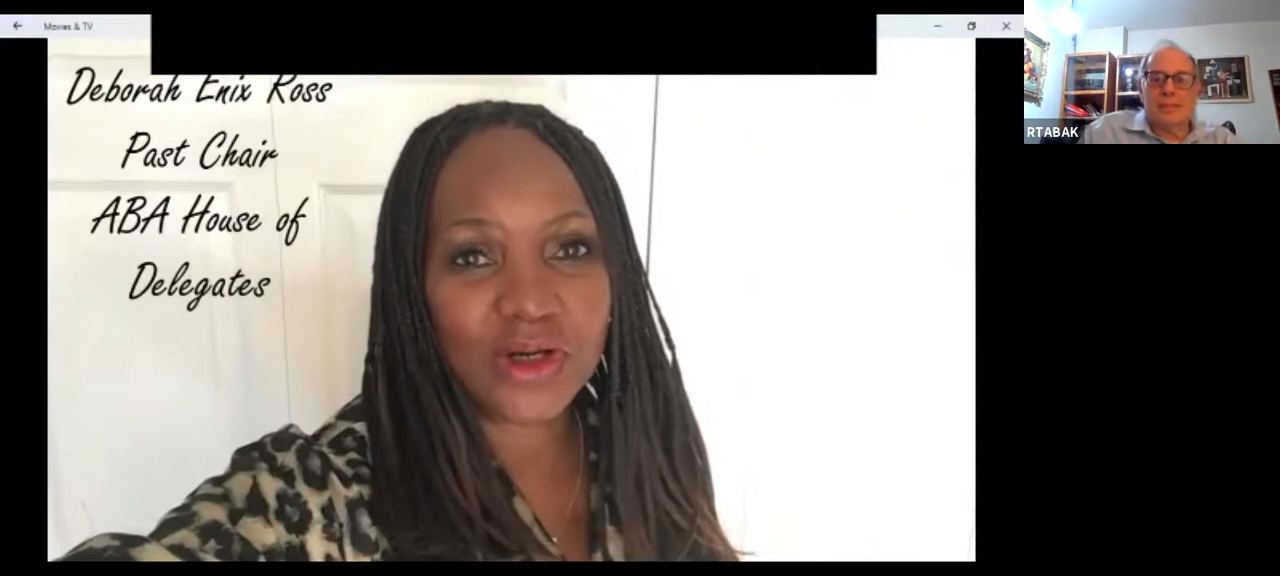 Movies & TV
Deborah Enix Ross
Past Chair
ABA House of
Delegates
RTABAK